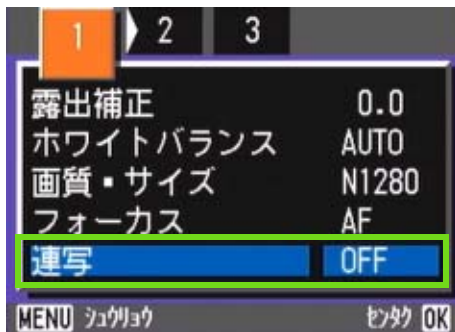 1 2 3
露出補正 0.0
ホワイトバランス AUTO
画質・サイズ N1280
フォーカス AF
連写 OFF
MENU シュウリョウ センタク OK